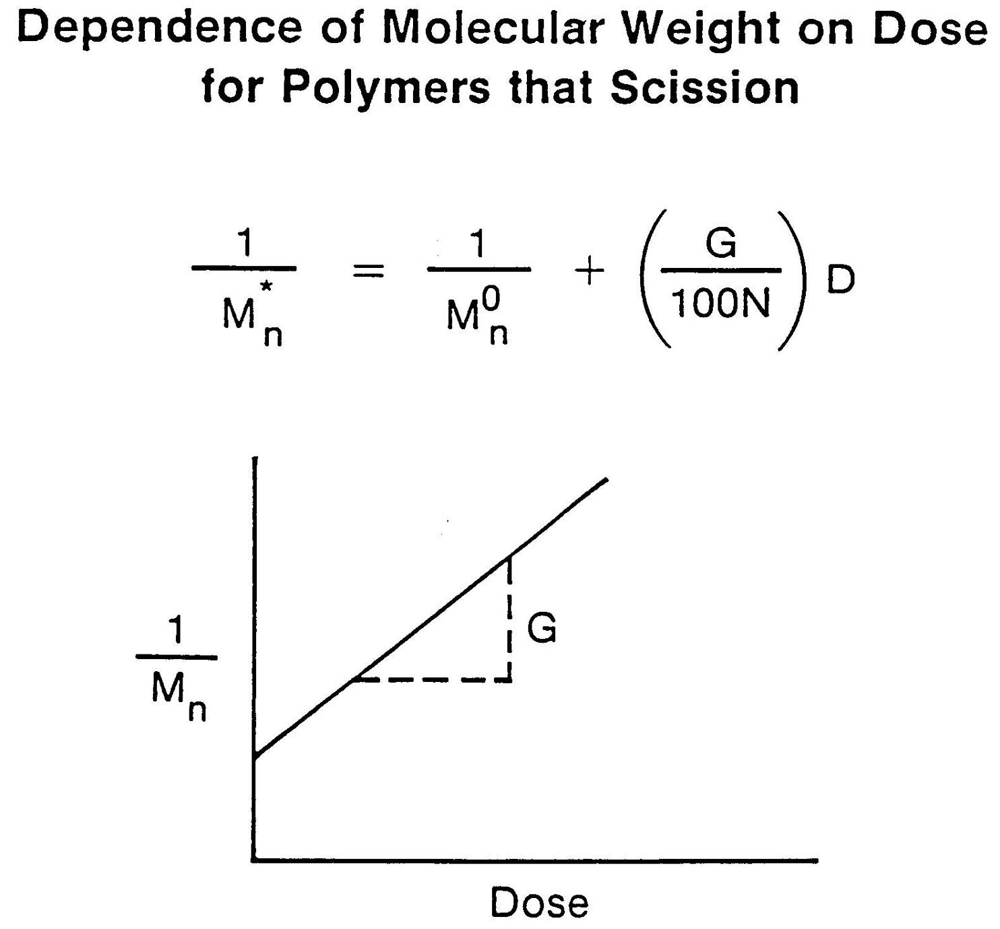 Dependence of Molecular Weight on Dose
for Polymers that Scission
1 / M*n = 1 / M0n + (G / 100N) D
G
1 / Mn
Dose